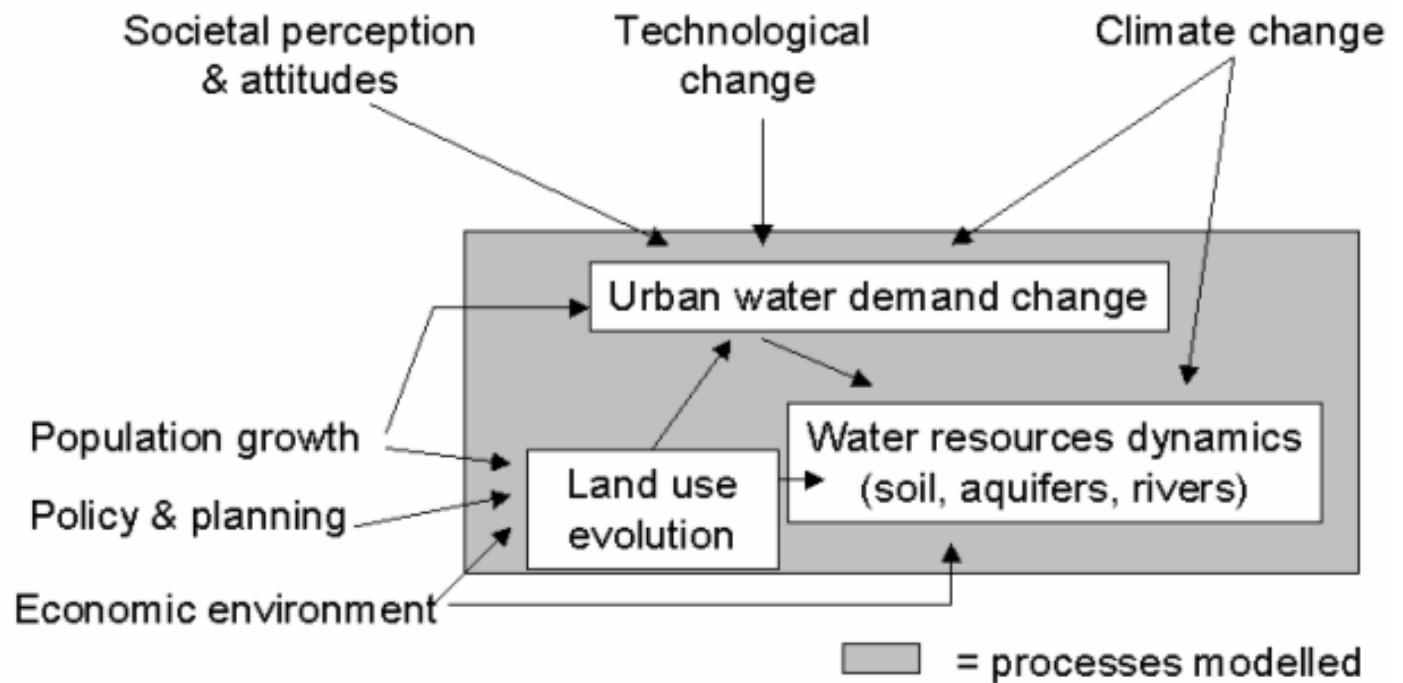 Societal perception
& attitudes
Technological
change
Climate change
Urban water demand change
Population growth
Policy & planning
Economic environment
Land use
evolution
Water resources dynamics
(soil, aquifers, rivers)
= processes modelled